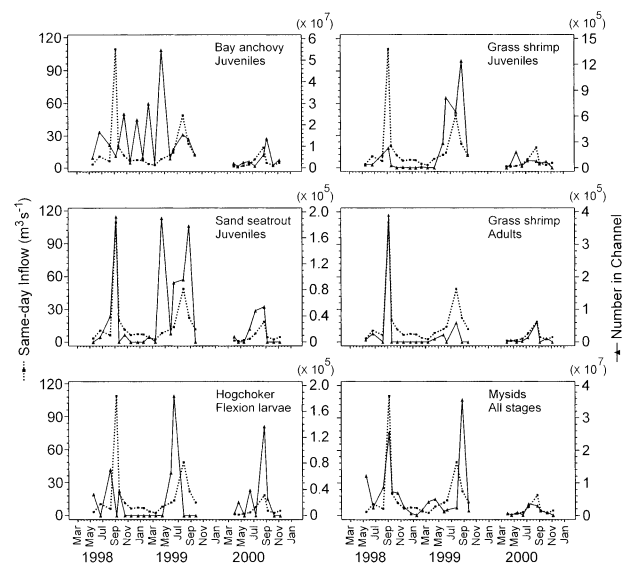 (x 10⁷)
(x 10⁵)
120
90
60
30
0
Bay anchovy
Juveniles
6
5
4
3
2
1
0
Grass shrimp
Juveniles
15
12
9
6
3
0
(x 10⁵)
(x 10⁵)
120
90
60
30
0
Sand seatrout
Juveniles
2.0
1.6
1.2
0.8
0.4
0
Grass shrimp
Adults
4
3
2
1
0
(x 10⁵)
(x 10⁷)
120
90
60
30
0
Hogchoker
Flexion larvae
2.0
1.6
1.2
0.8
0.4
0
Mysids
All stages
4
3
2
1
0
Same-day Inflow (m³s⁻¹)
Number in Channel
Mar May Jul Sep Nov Jan Mar May Jul Sep Nov Jan Mar May Jul Sep Nov Jan
1998 1999 2000
Mar May Jul Sep Nov Jan Mar May Jul Sep Nov Jan Mar May Jul Sep Nov Jan
1998 1999 2000